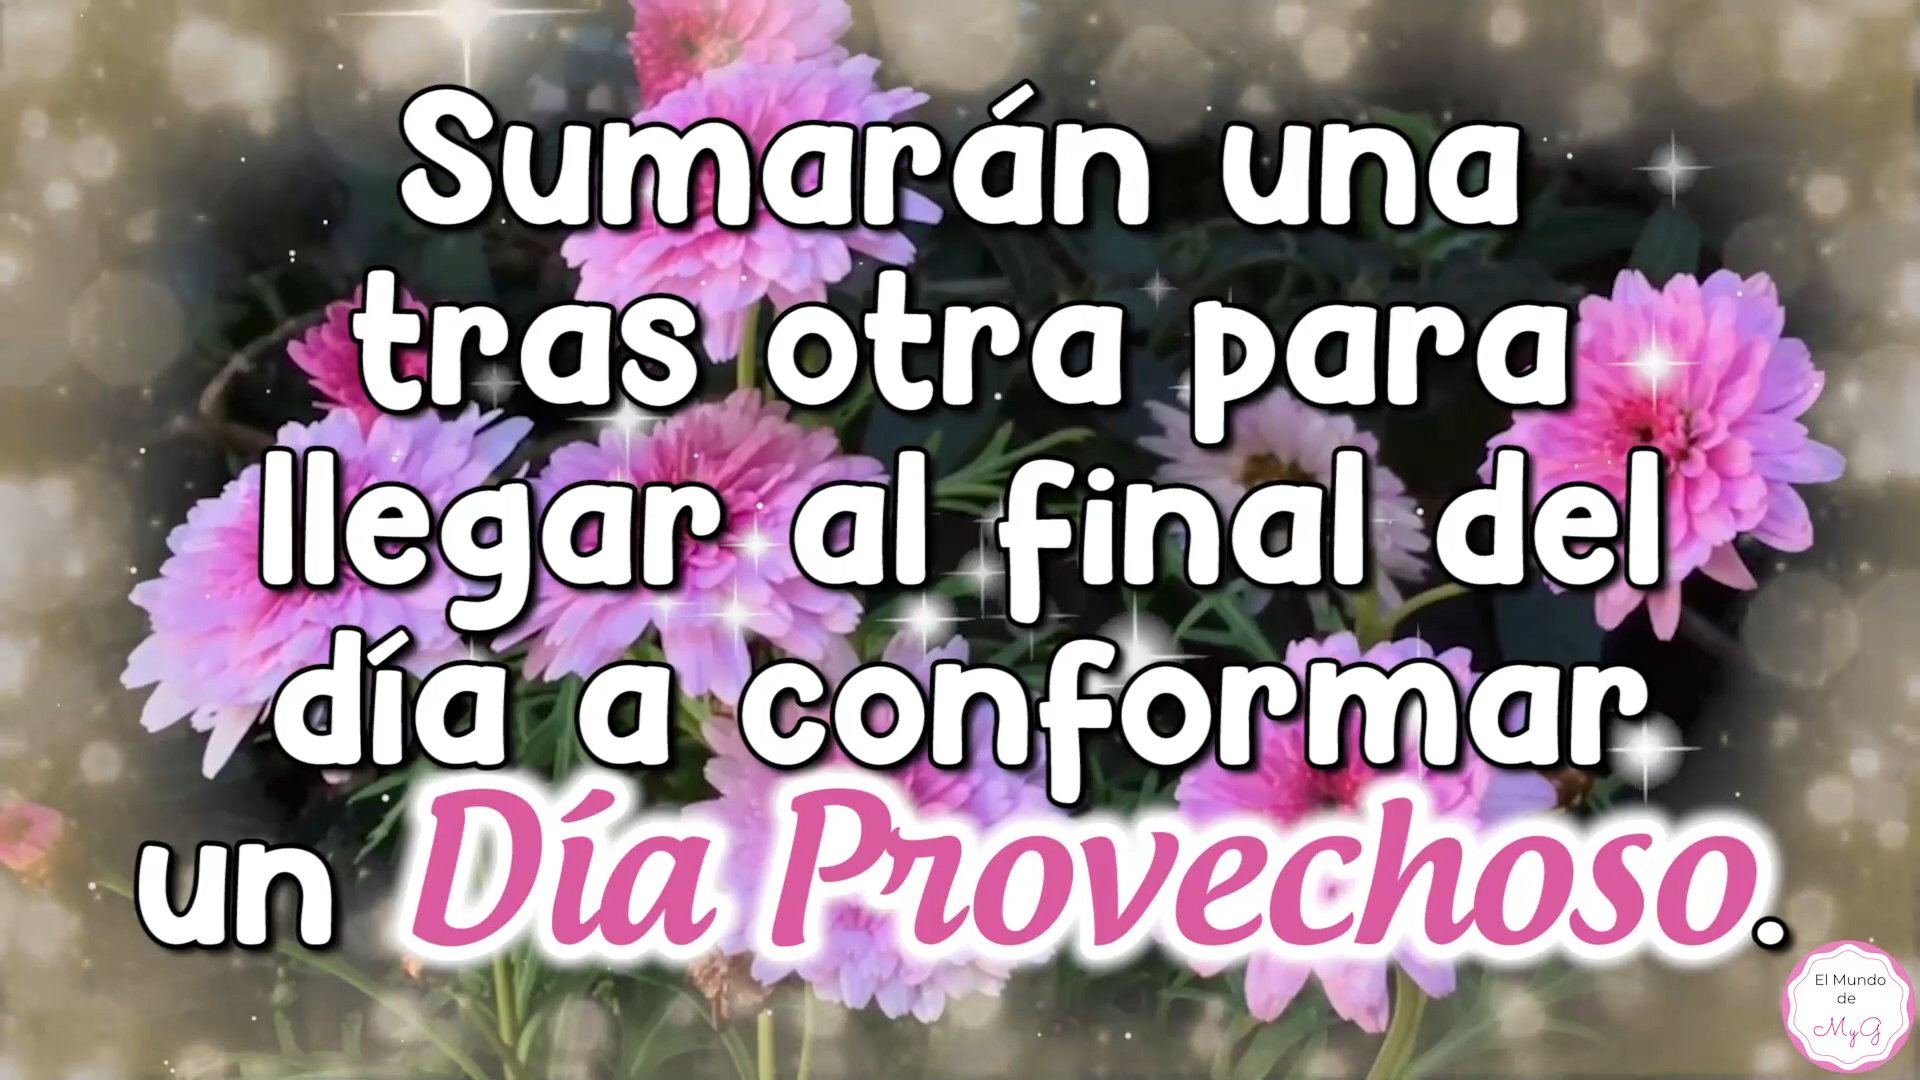 Sumarán una
tras otra para
llegar al final del
día a conformar
un Día Provechoso.
El Mundo
de
MyG